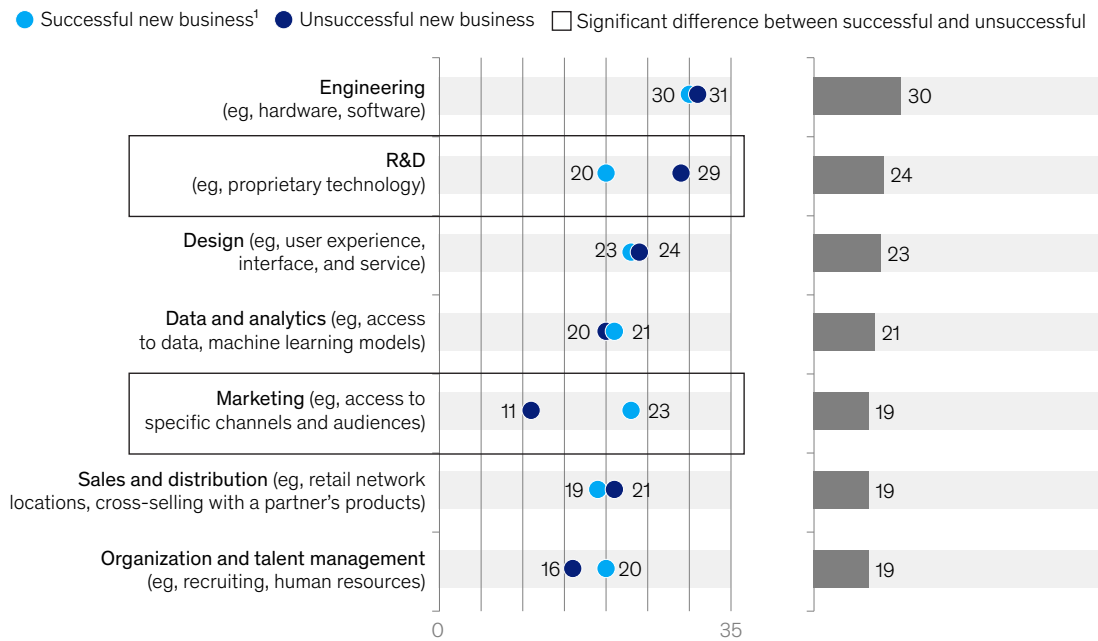 Successful new business¹ Unsuccessful new business Significant difference between successful and unsuccessful
Engineering
(eg, hardware, software)
30 31 30
R&D
(eg, proprietary technology)
20 29 24
Design (eg, user experience,
interface, and service)
23 24 23
Data and analytics (eg, access
to data, machine learning models)
20 21 21
Marketing (eg, access to
specific channels and audiences)
11 23 19
Sales and distribution (eg, retail network
locations, cross-selling with a partner's products)
19 21 19
Organization and talent management
(eg, recruiting, human resources)
16 20 19
0 35